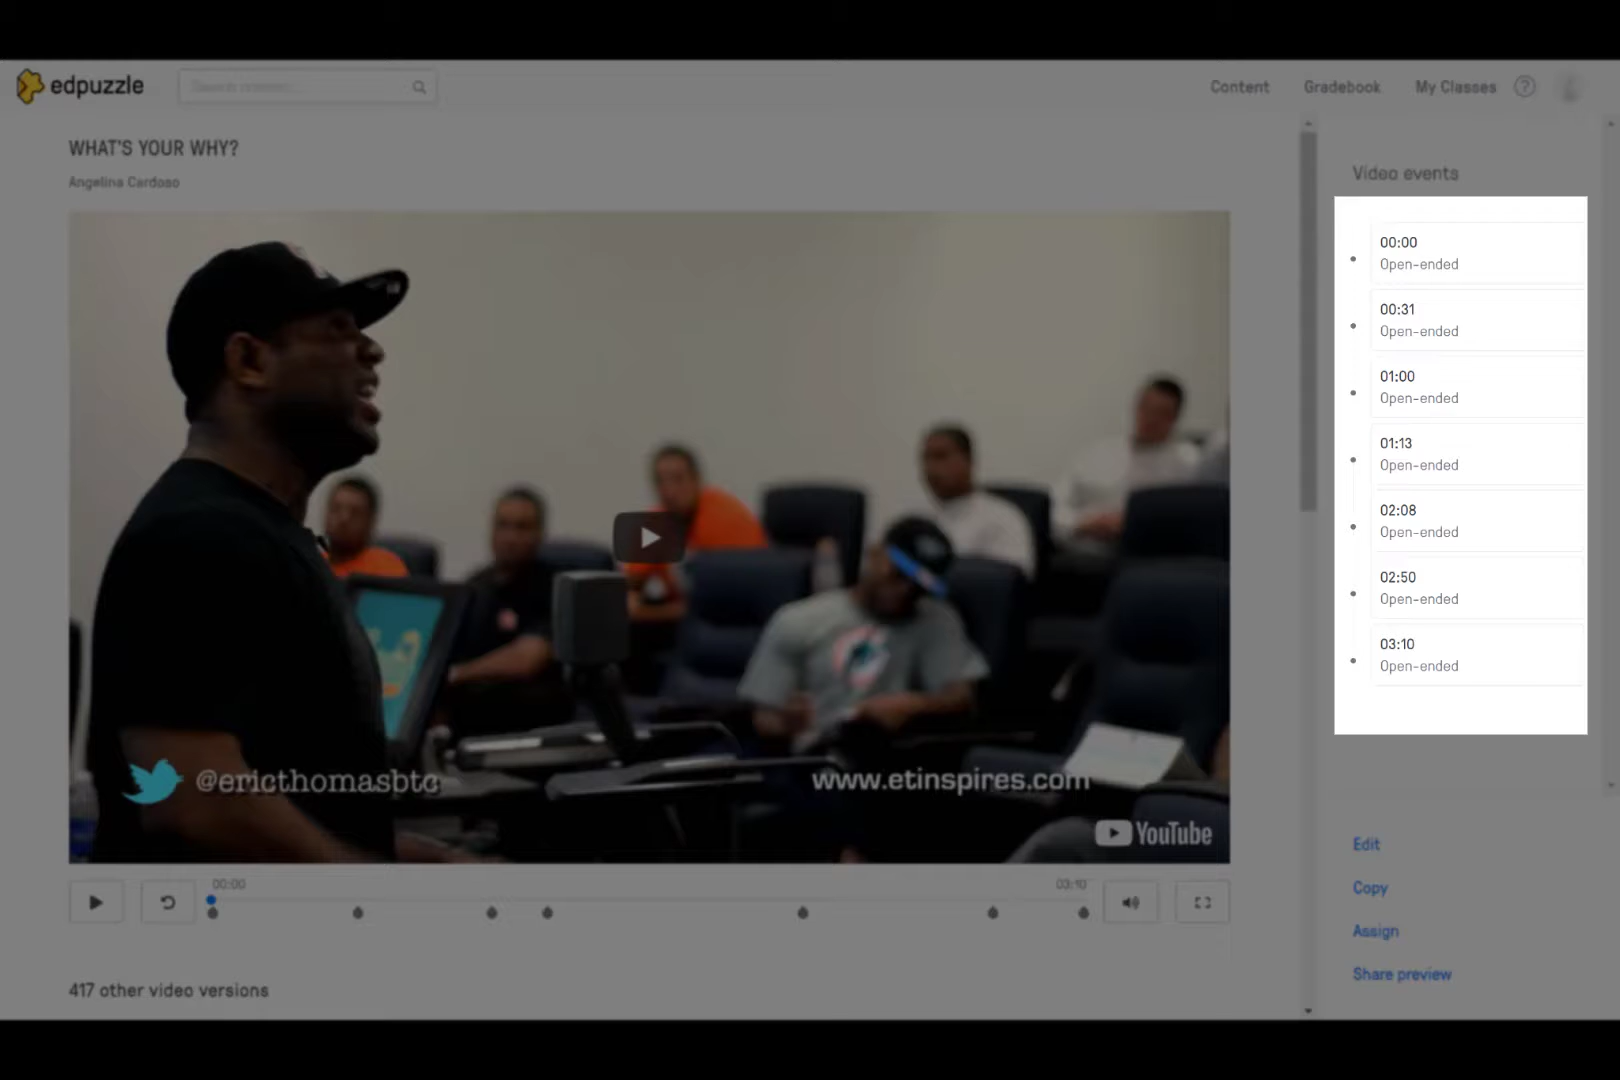 edpuzzle
Content
Gradebook
My Classes
?
WHAT'S YOUR WHY?
Angelina Cardoso
Video events
00:00
Open-ended
00:31
Open-ended
01:00
Open-ended
01:13
Open-ended
02:08
Open-ended
02:50
Open-ended
03:10
Open-ended
@ericthomasbtc
www.etinspires.com
YouTube
00:00
03:10
Edit
Copy
Assign
Share preview
417 other video versions